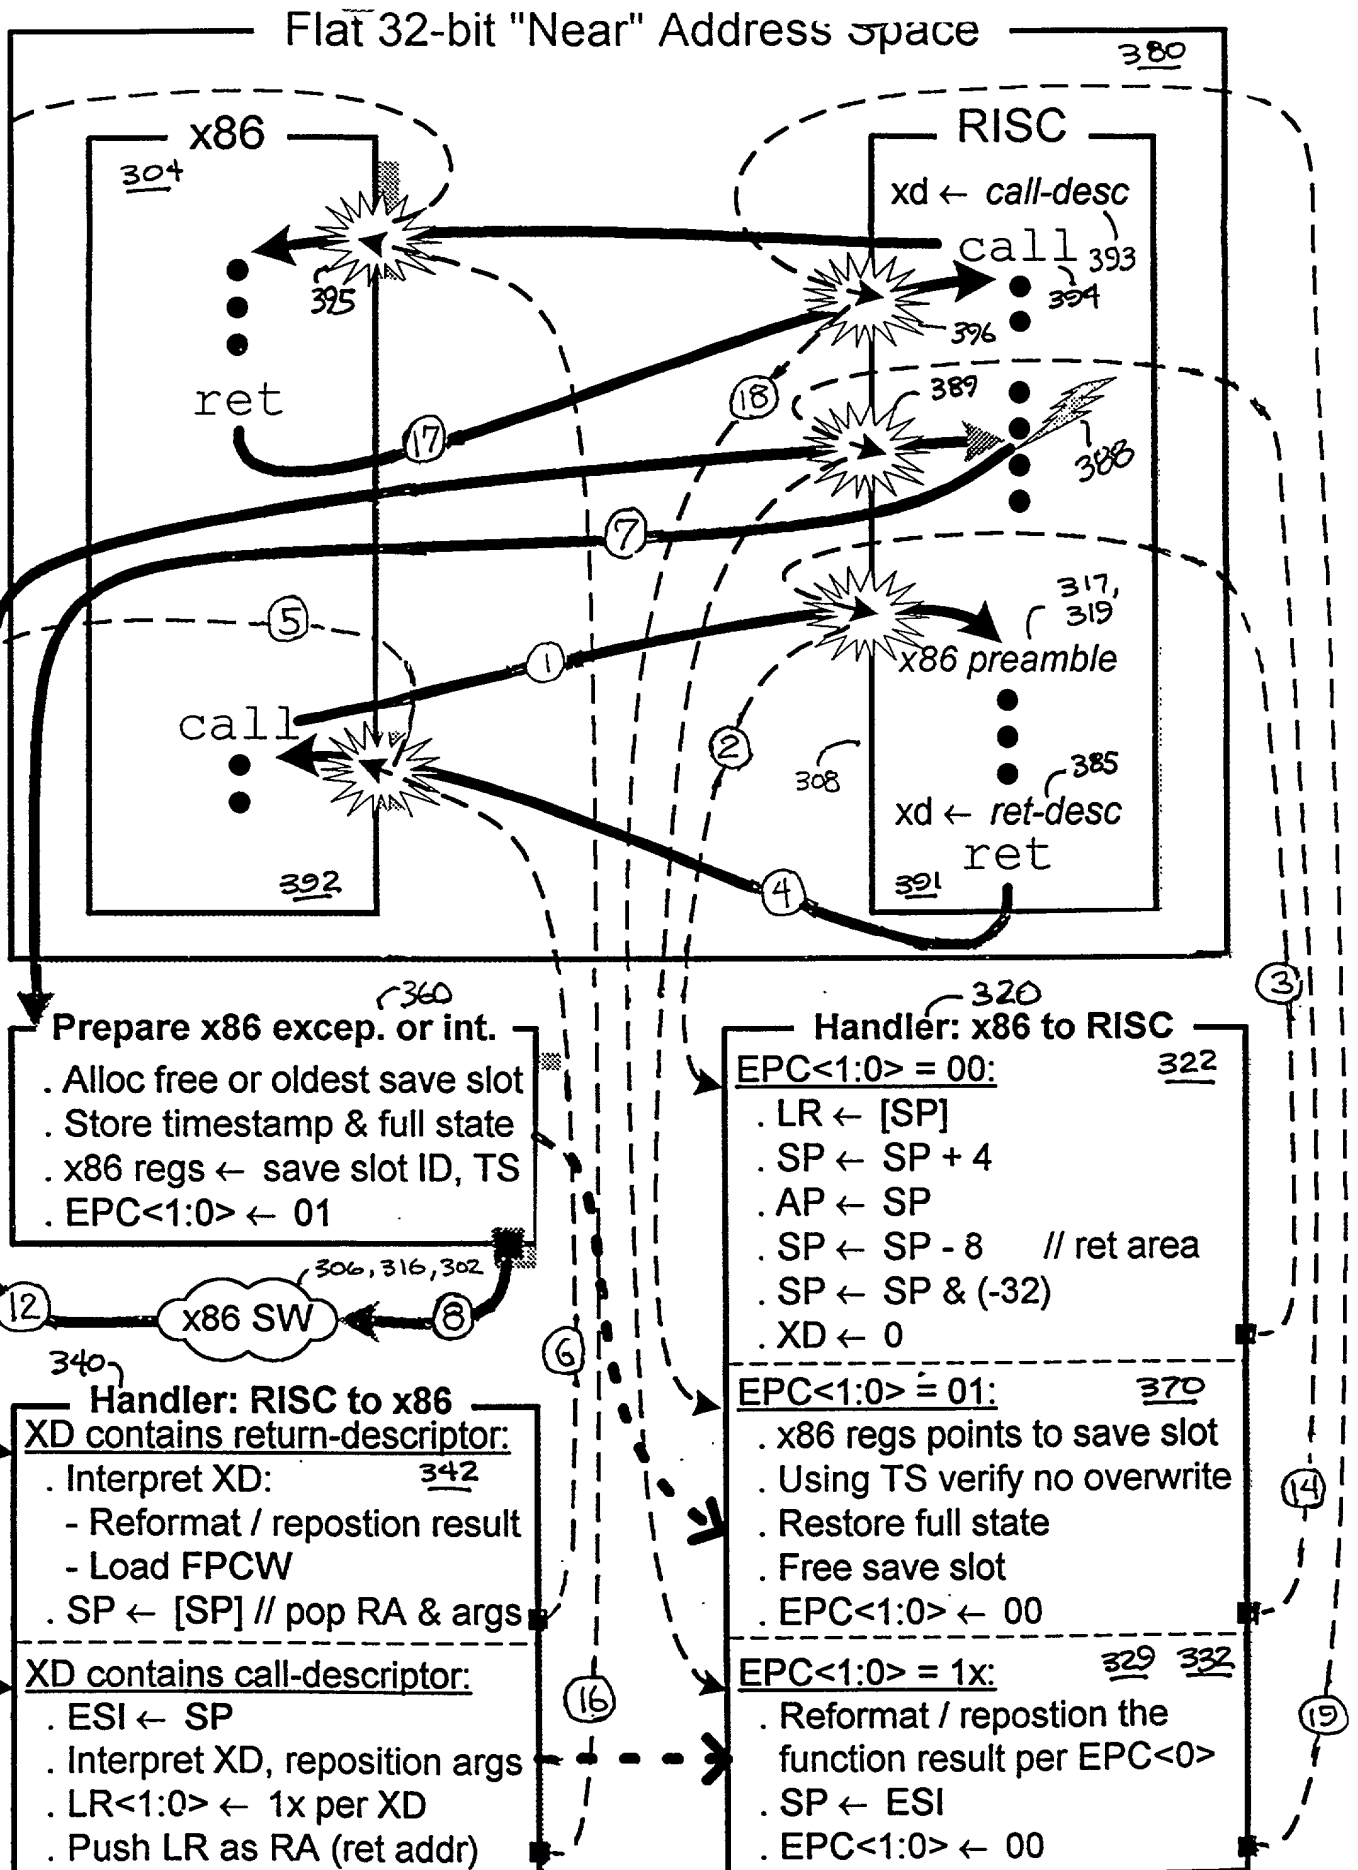 Flat 32-bit "Near" Address Space
380
x86
304
395
ret
17
5
call
392
RISC
xd ← call-desc
call 393
394
396
18
389
388
7
1
317,
319
x86 preamble
2
308
385
xd ← ret-desc
ret
391
4
3
360
Prepare x86 excep. or int.
. Alloc free or oldest save slot
. Store timestamp & full state
. x86 regs ← save slot ID, TS
. EPC<1:0> ← 01
306, 316, 302
12
x86 SW
8
6
340
Handler: RISC to x86
XD contains return-descriptor:
. Interpret XD: 342
- Reformat / repostion result
- Load FPCW
. SP ← [SP] // pop RA & args
XD contains call-descriptor:
. ESI ← SP
. Interpret XD, reposition args
. LR<1:0> ← 1x per XD
. Push LR as RA (ret addr)
16
320
Handler: x86 to RISC
EPC<1:0> = 00: 322
. LR ← [SP]
. SP ← SP + 4
. AP ← SP
. SP ← SP - 8 // ret area
. SP ← SP & (-32)
. XD ← 0
EPC<1:0> = 01: 370
. x86 regs points to save slot
. Using TS verify no overwrite
. Restore full state
. Free save slot
. EPC<1:0> ← 00
14
EPC<1:0> = 1x: 329 332
. Reformat / repostion the
function result per EPC<0>
. SP ← ESI
. EPC<1:0> ← 00
19